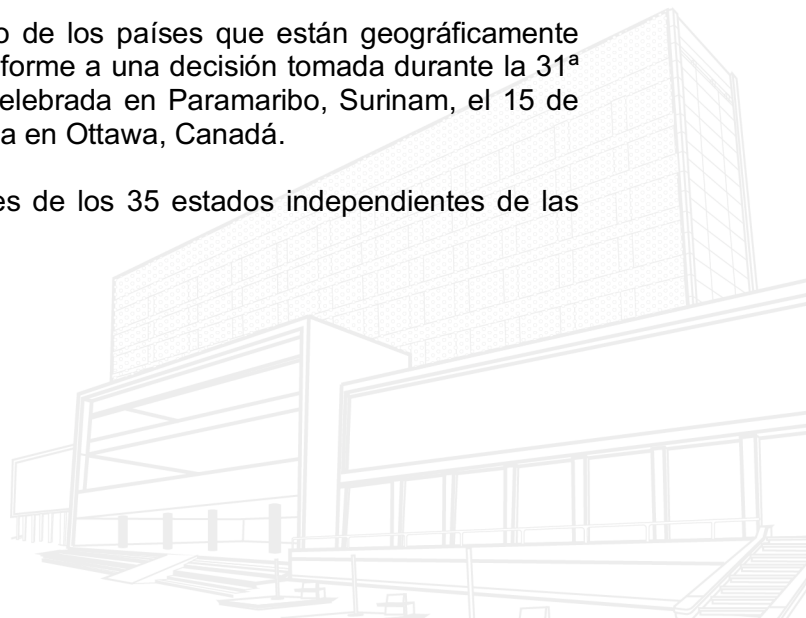 o de los países que están geográficamente
forme a una decisión tomada durante la 31ª
elebrada en Paramaribo, Surinam, el 15 de
a en Ottawa, Canadá.
es de los 35 estados independientes de las